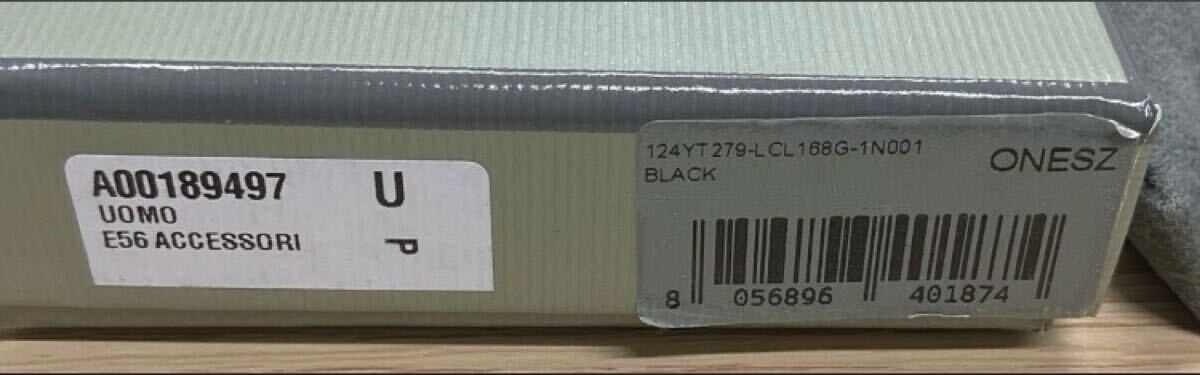 A00189497
U
UOMO
E56 ACCESSORI
P
124YT279-LCL168G-1N001
BLACK
ONESZ
8 056896 401874